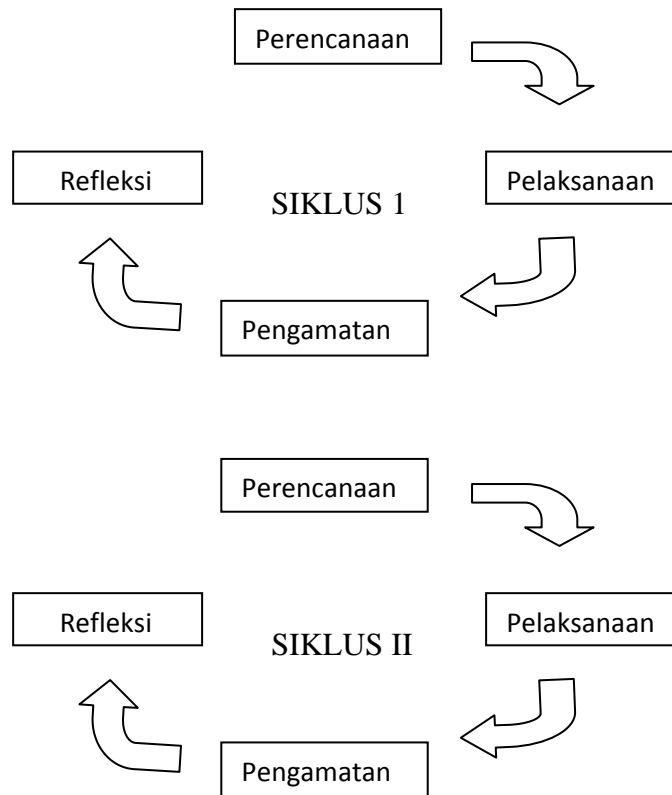 Perencanaan
Refleksi
Pelaksanaan
SIKLUS 1
Pengamatan
Perencanaan
Refleksi
Pelaksanaan
SIKLUS II
Pengamatan